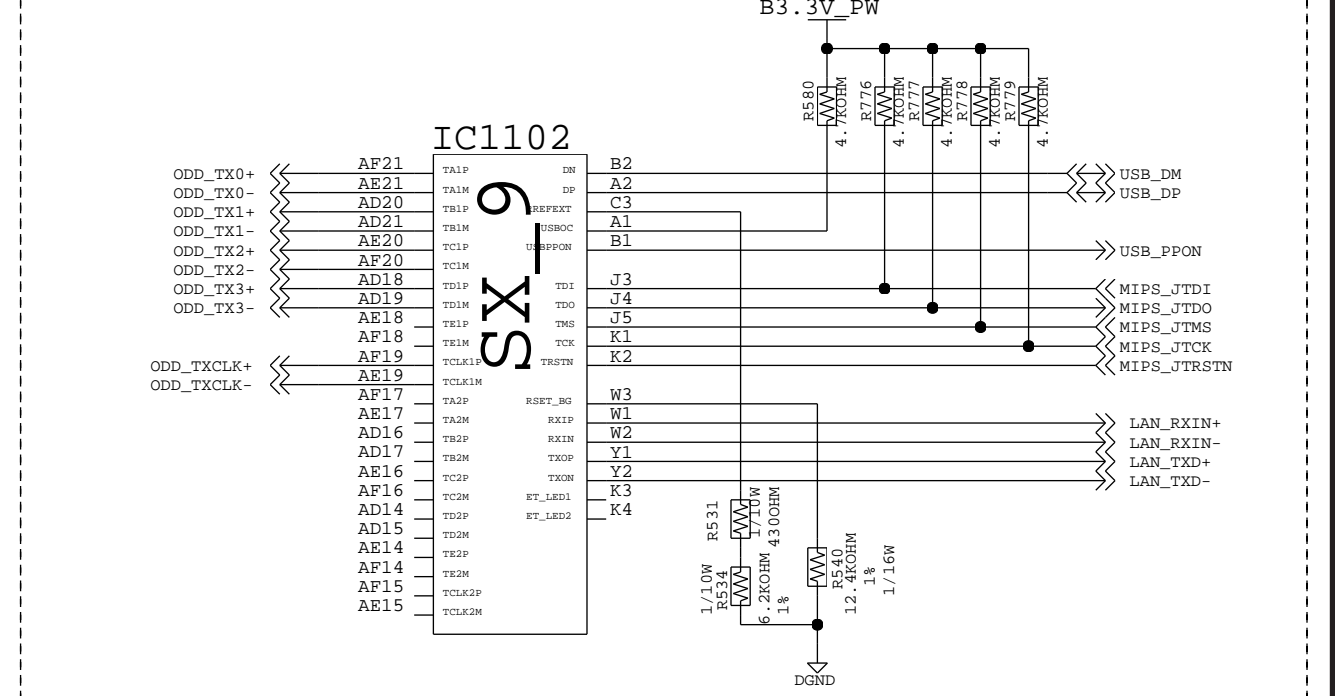 B3.3V_PW
R580 4.7KOHM
R776 4.7KOHM
R777 4.7KOHM
R778 4.7KOHM
R779 4.7KOHM
IC1102
SX_9
ODD_TX0+ AF21 TA1P DN B2 USB_DM
ODD_TX0- AE21 TA1M DP A2 USB_DP
ODD_TX1+ AD20 TB1P RREFEXT C3
ODD_TX1- AD21 TB1M USBOC A1
ODD_TX2+ AE20 TC1P USBPPON B1 USB_PPON
ODD_TX2- AF20 TC1M
ODD_TX3+ AD18 TD1P TDI J3 MIPS_JTDI
ODD_TX3- AD19 TD1M TDO J4 MIPS_JTDO
AE18 TE1P TMS J5 MIPS_JTMS
AF18 TE1M TCK K1 MIPS_JTCK
ODD_TXCLK+ AF19 TCLK1P TRSTN K2 MIPS_JTRSTN
ODD_TXCLK- AE19 TCLK1M
AF17 TA2P RSET_BG W3
AE17 TA2M RXIP W1 LAN_RXIN+
AD16 TB2P RXIN W2 LAN_RXIN-
AD17 TB2M TXOP Y1 LAN_TXD+
AE16 TC2P TXON Y2 LAN_TXD-
AF16 TC2M ET_LED1 K3
AD14 TD2P ET_LED2 K4
AD15 TD2M
AE14 TE2P
AF14 TE2M
AF15 TCLK2P
AE15 TCLK2M
R531 1/10W 430OHM
1/10W R534 6.2KOHM 1%
R540 12.4KOHM 1% 1/16W
DGND